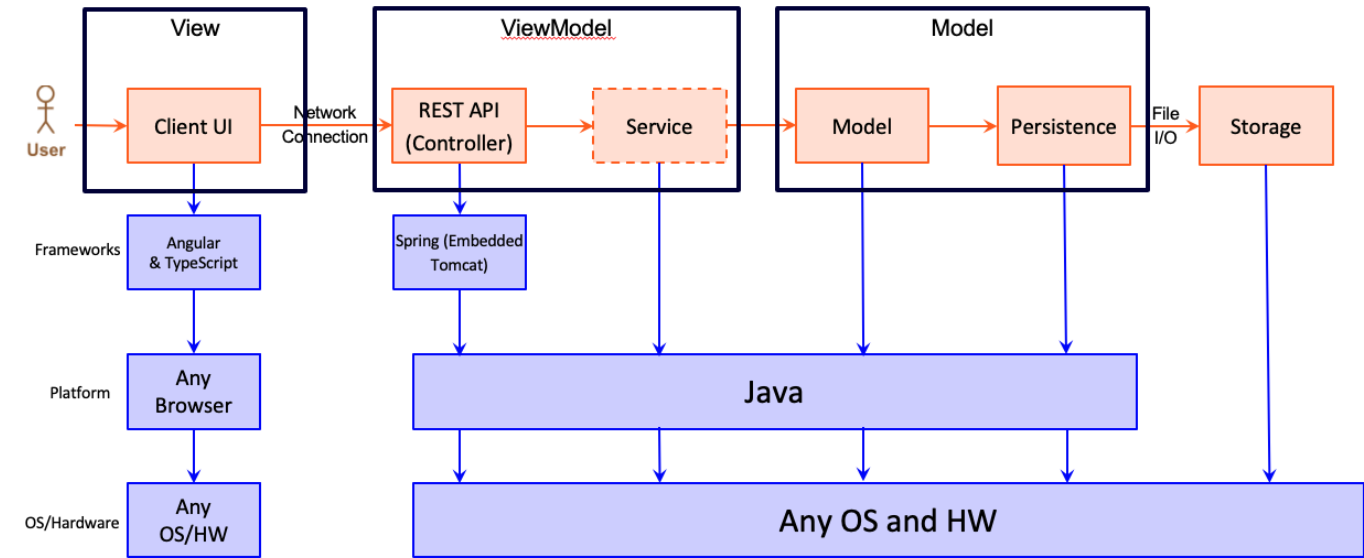 View
ViewModel
Model
User
Client UI
Network
Connection
REST API
(Controller)
Service
Model
Persistence
File
I/O
Storage
Frameworks
Angular
& TypeScript
Spring (Embedded
Tomcat)
Platform
Any
Browser
Java
OS/Hardware
Any
OS/HW
Any OS and HW